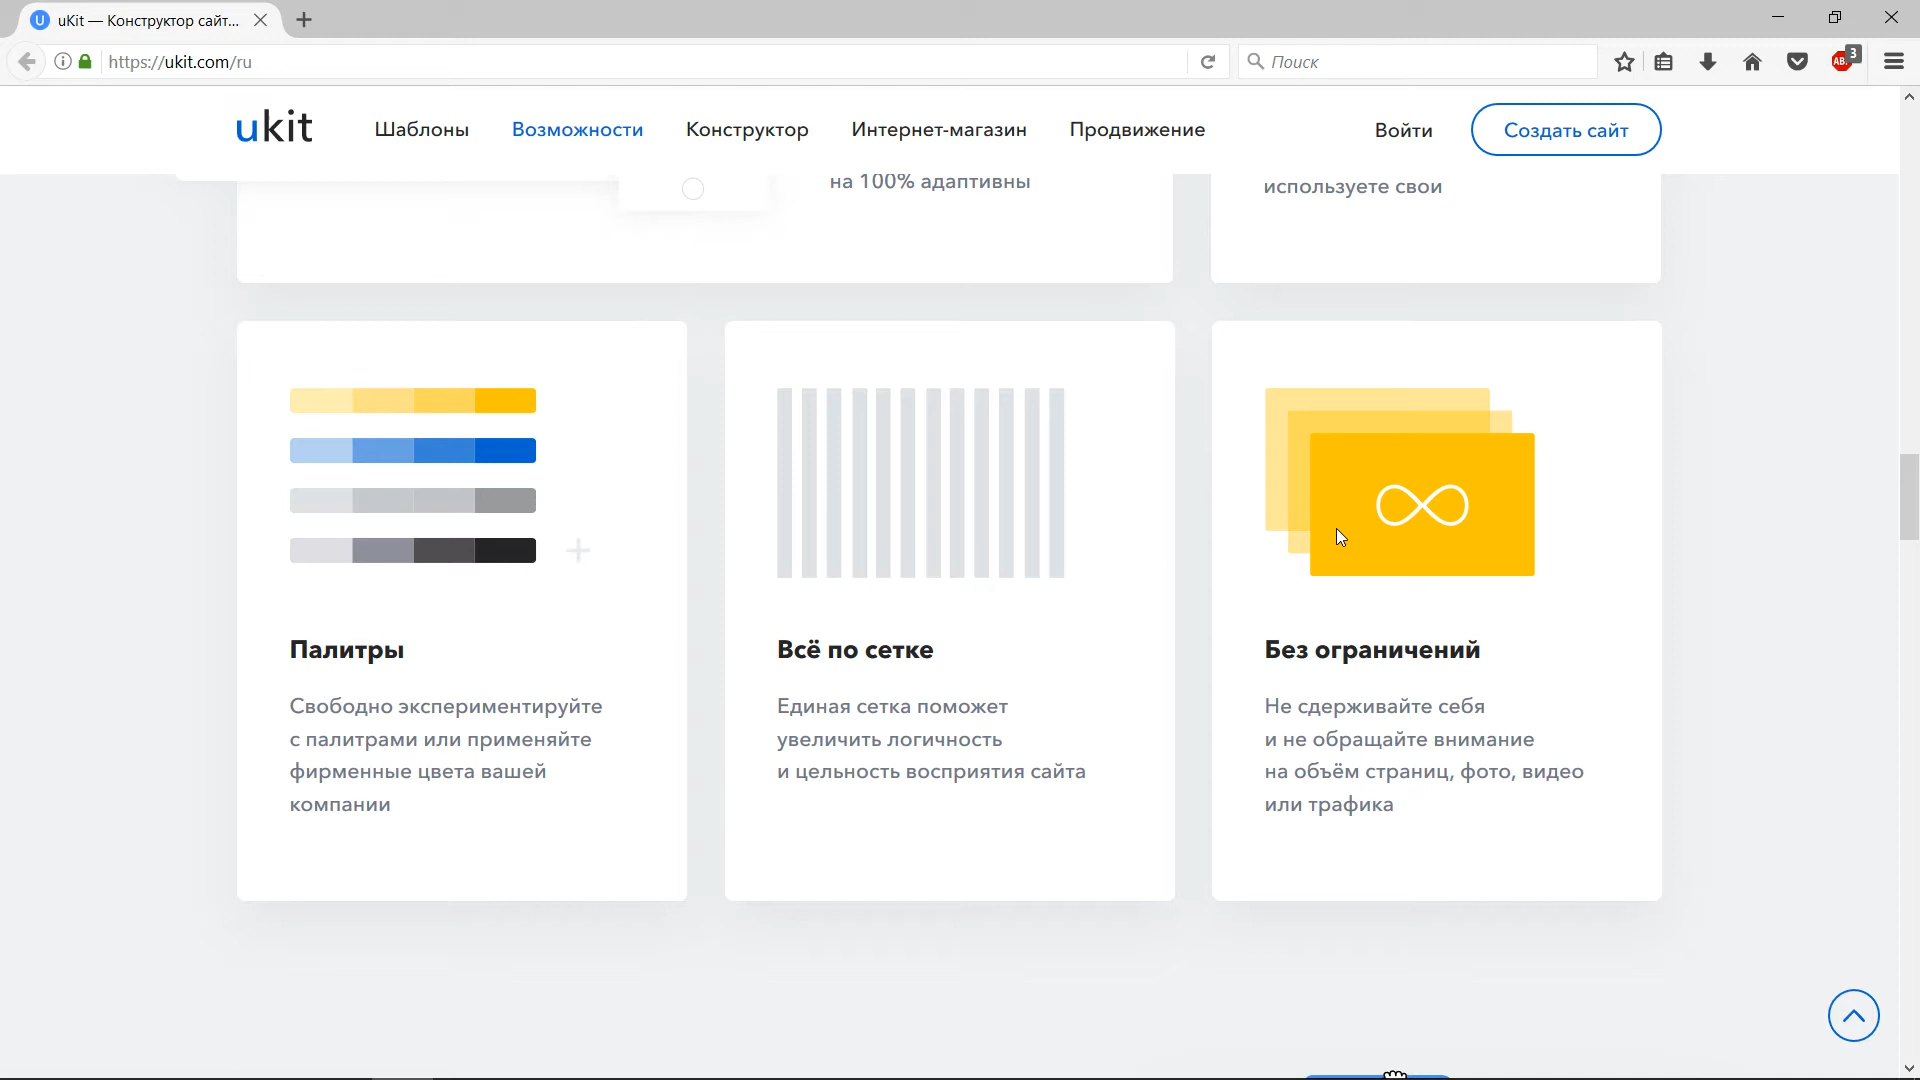 uKit — Конструктор сайт...
https://ukit.com/ru
Поиск
ABP
3
ukit
Шаблоны
Возможности
Конструктор
Интернет-магазин
Продвижение
Войти
Создать сайт
на 100% адаптивны
используете свои
Палитры
Свободно экспериментируйте
с палитрами или применяйте
фирменные цвета вашей
компании
Всё по сетке
Единая сетка поможет
увеличить логичность
и цельность восприятия сайта
Без ограничений
Не сдерживайте себя
и не обращайте внимание
на объём страниц, фото, видео
или трафика